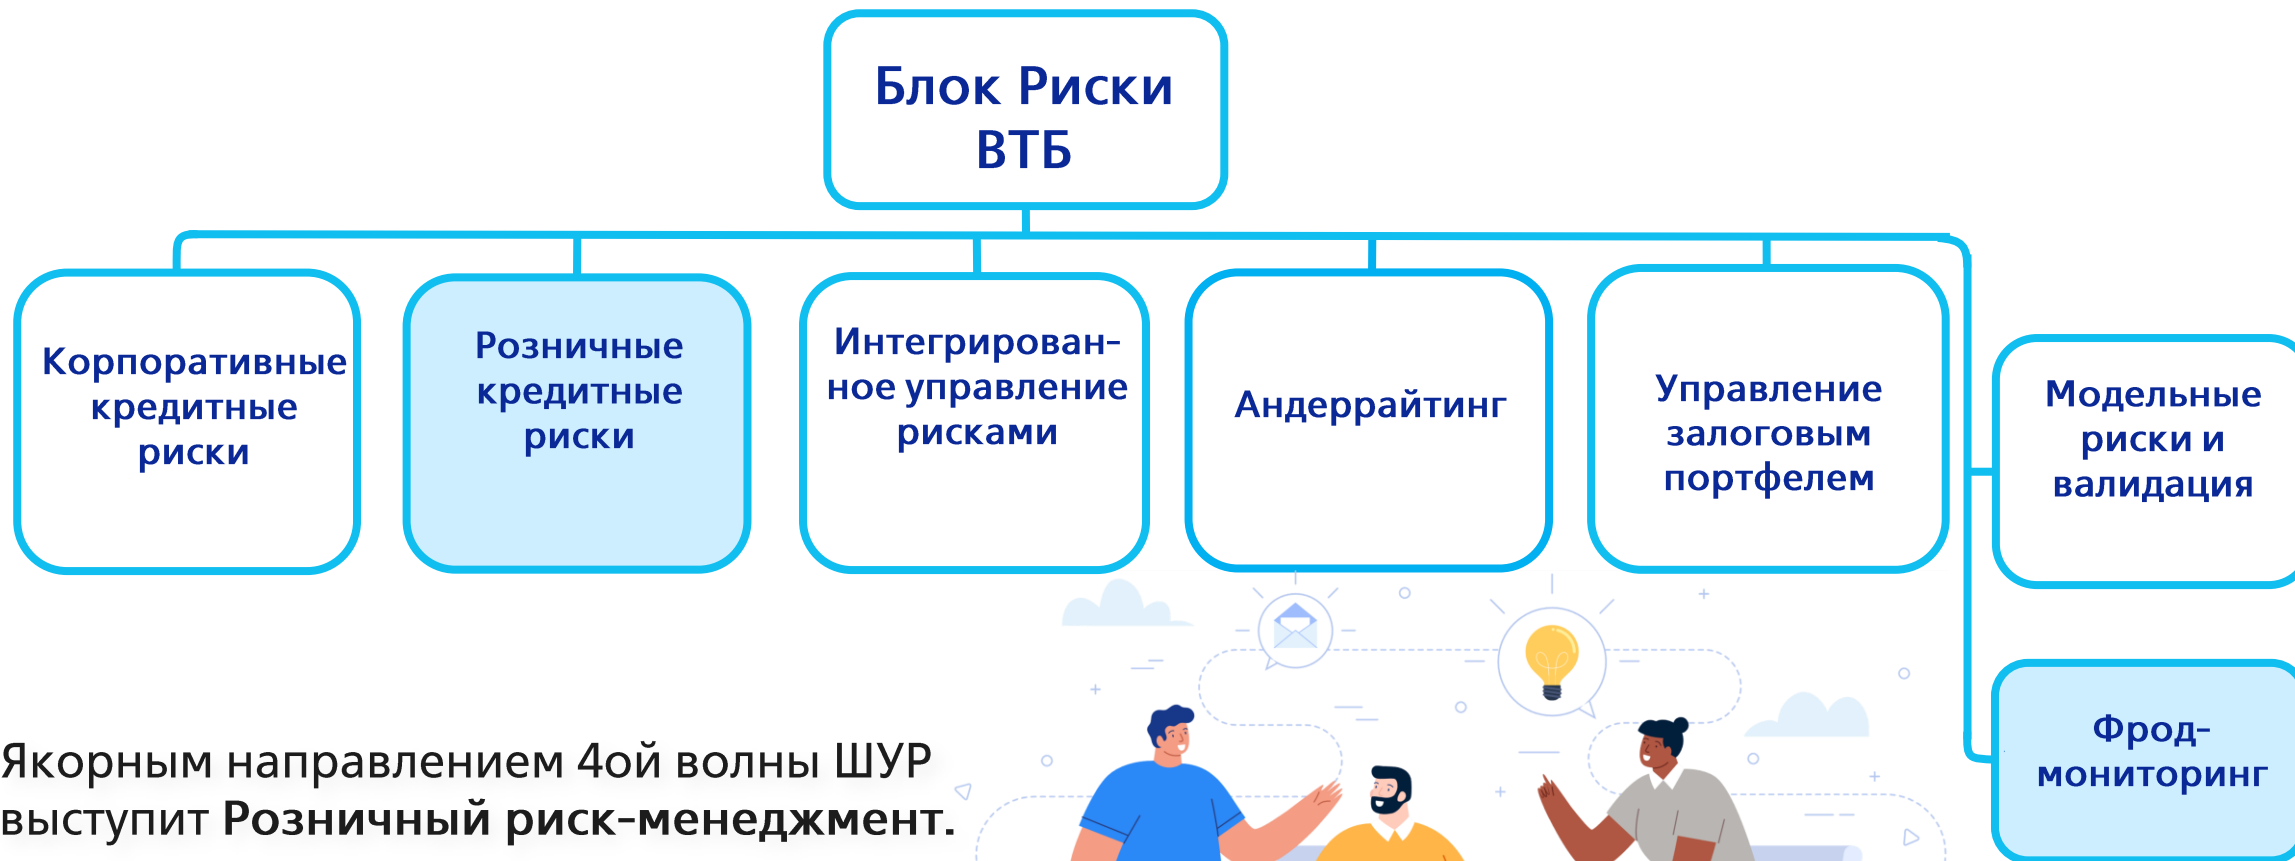 Блок Риски
ВТБ
Корпоративные
кредитные
риски
Розничные
кредитные
риски
Интегрирован-
ное управление
рисками
Андеррайтинг
Управление
залоговым
портфелем
Модельные
риски и
валидация
Фрод-
мониторинг
Якорным направлением 4ой волны ШУР
выступит Розничный риск-менеджмент.